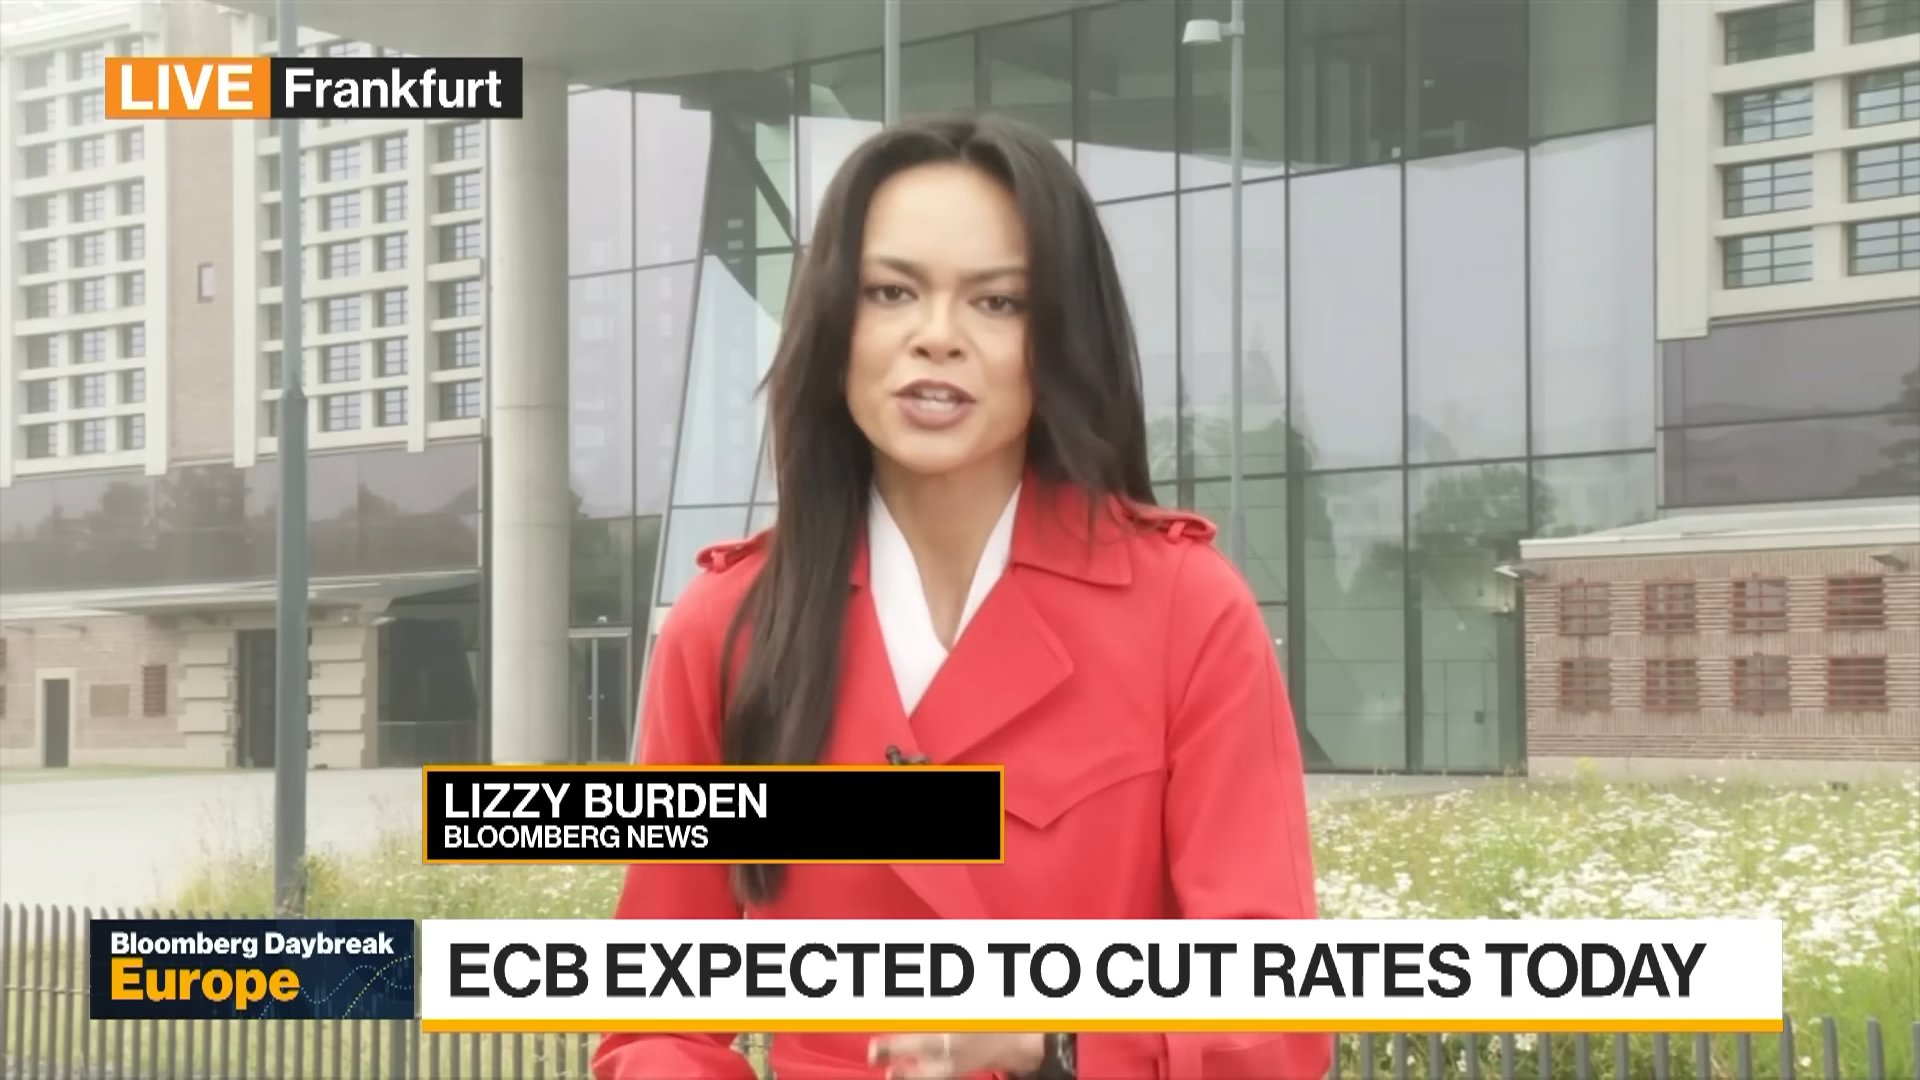 LIVE Frankfurt
LIZZY BURDEN
BLOOMBERG NEWS
Bloomberg Daybreak
Europe
ECB EXPECTED TO CUT RATES TODAY